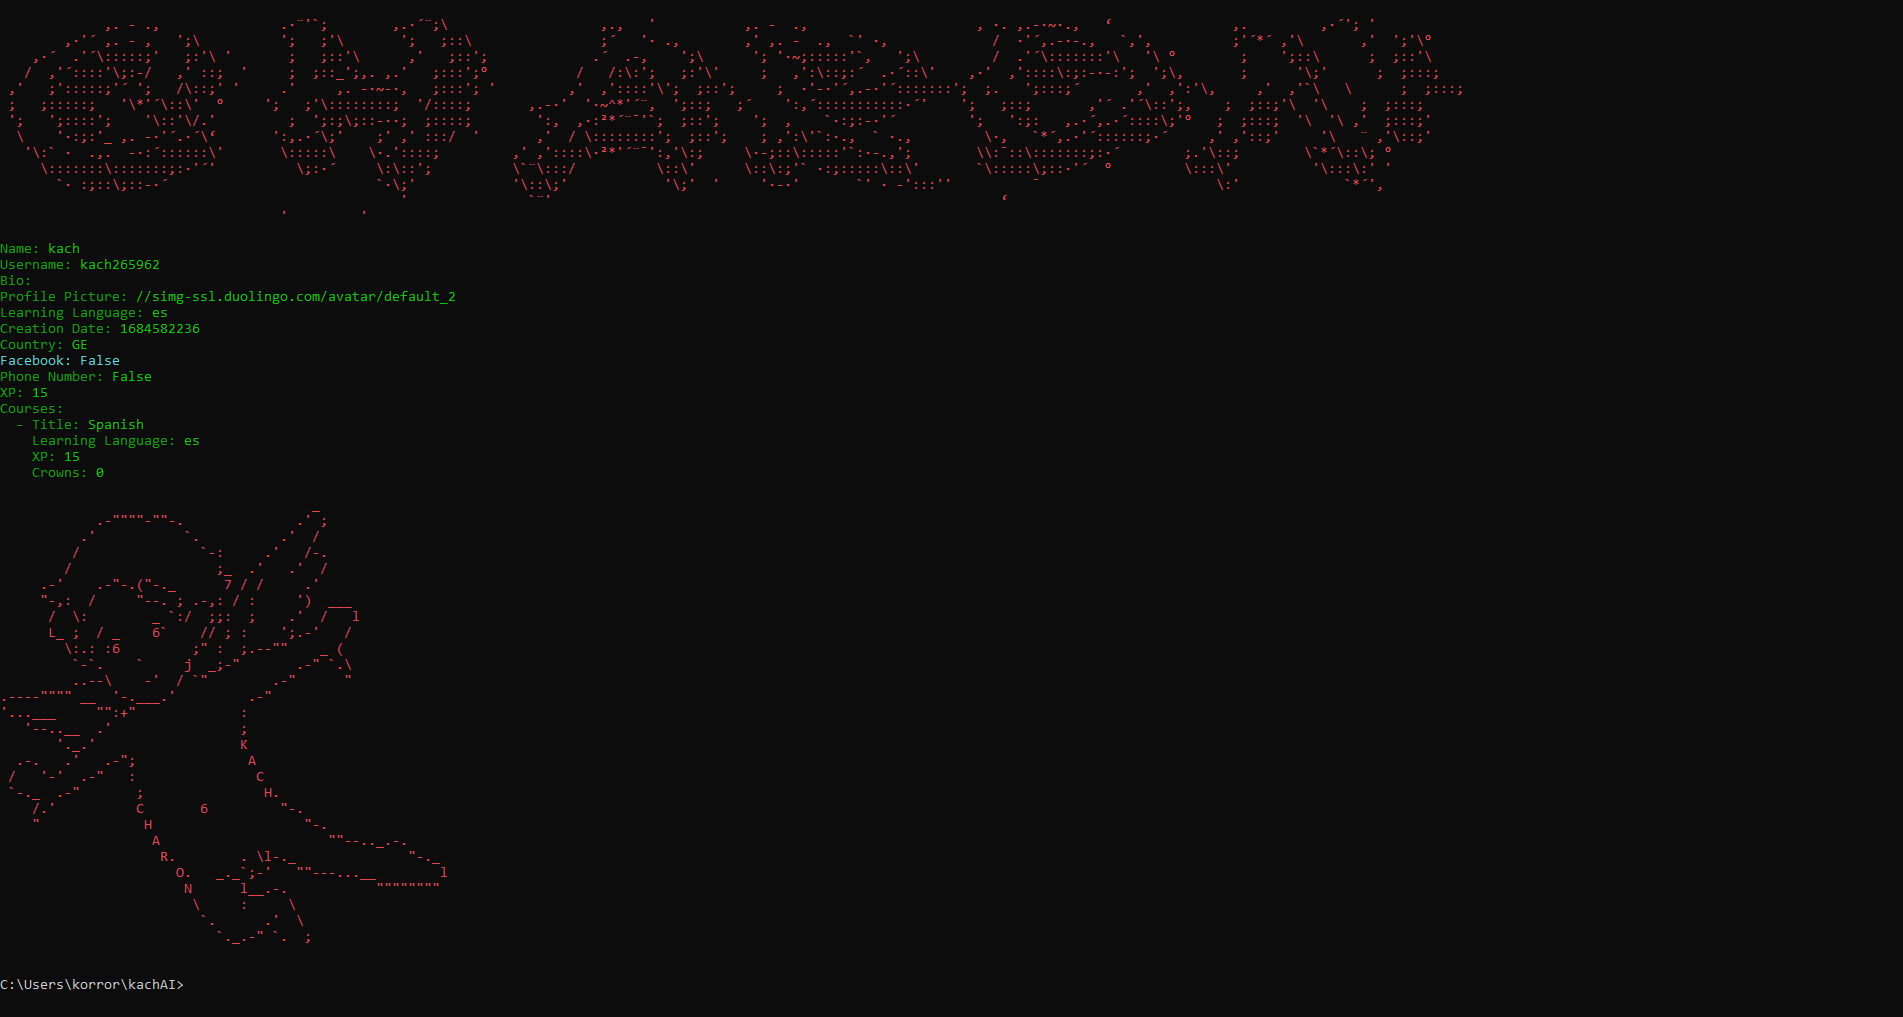 CHARON
Name: kach
Username: kach265962
Bio:
Profile Picture: //simg-ssl.duolingo.com/avatar/default_2
Learning Language: es
Creation Date: 1684582236
Country: GE
Facebook: False
Phone Number: False
XP: 15
Courses:
- Title: Spanish
Learning Language: es
XP: 15
Crowns: 0
KACH.
CHAR.O.N
C:\Users\korror\kachAI>